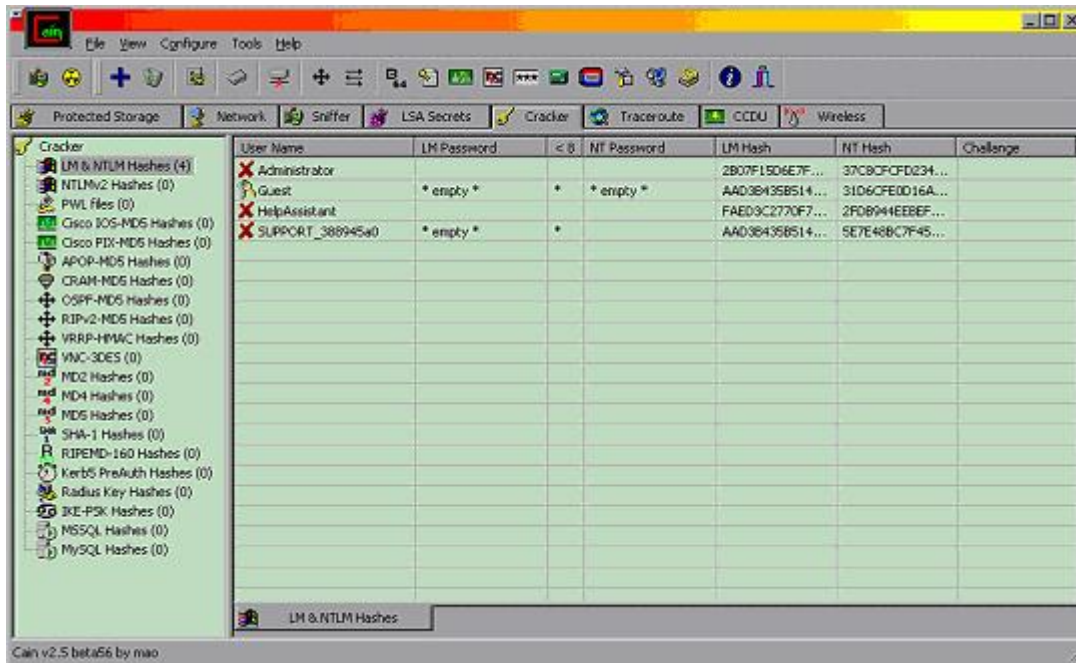 Cain
File View Configure Tools Help
Protected Storage Network Sniffer LSA Secrets Cracker Traceroute CCDU Wireless
Cracker
LM & NTLM Hashes (4)
NTLMv2 Hashes (0)
PWL files (0)
Cisco IOS-MD5 Hashes (0)
Cisco PIX-MD5 Hashes (0)
APOP-MD5 Hashes (0)
CRAM-MD5 Hashes (0)
OSPF-MD5 Hashes (0)
RIPv2-MD5 Hashes (0)
VRRP-HMAC Hashes (0)
VNC-3DES (0)
MD2 Hashes (0)
MD4 Hashes (0)
MD5 Hashes (0)
SHA-1 Hashes (0)
RIPEMD-160 Hashes (0)
Kerb5 PreAuth Hashes (0)
Radius Key Hashes (0)
IKE-PSK Hashes (0)
MSSQL Hashes (0)
MySQL Hashes (0)
User Name LM Password < 8 NT Password LM Hash NT Hash Challange
Administrator 2B07F15D6E7F... 37CBCFCFD234...
Guest * empty * * * empty * AAD3B435B514... 31D6CFE0D16A...
HelpAssistant FAED3C2770F7... 2FDB944EEBEF...
SUPPORT_388945a0 * empty * * AAD3B435B514... 5E7E48BC7F45...
LM & NTLM Hashes
Cain v2.5 beta56 by mao